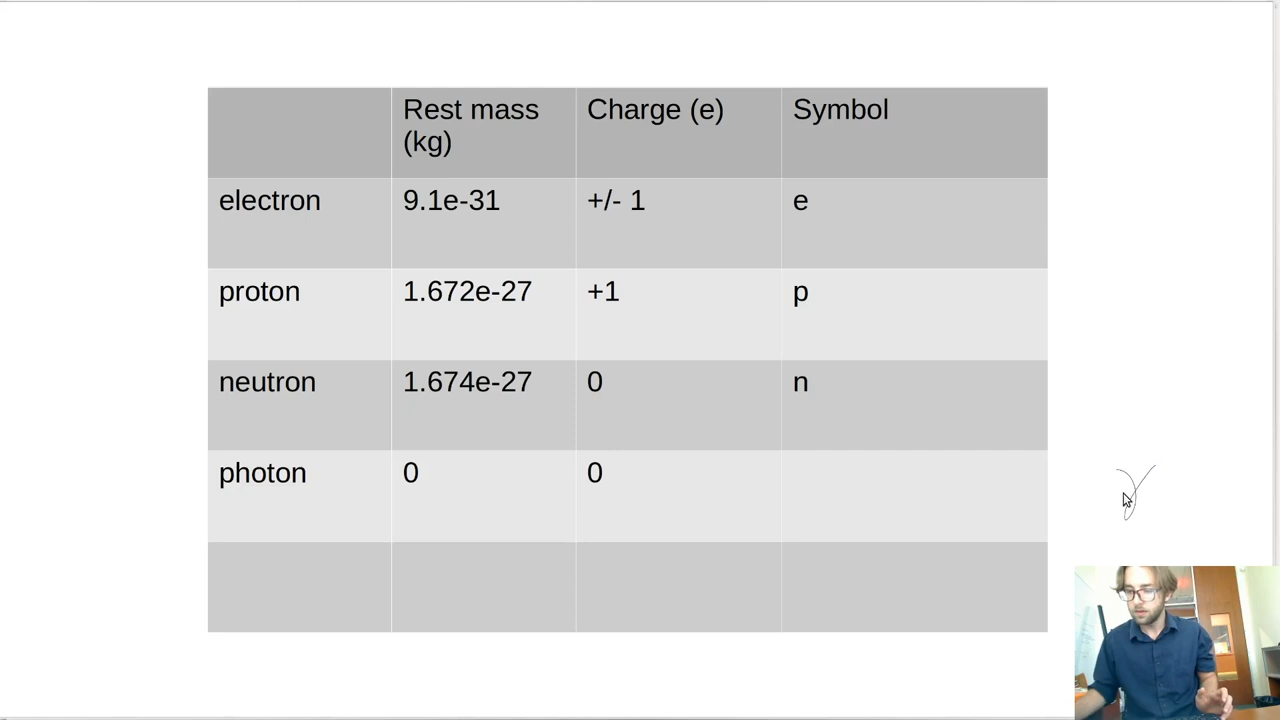 Rest mass (kg) Charge (e) Symbol
electron 9.1e-31 +/- 1 e
proton 1.672e-27 +1 p
neutron 1.674e-27 0 n
photon 0 0
γ